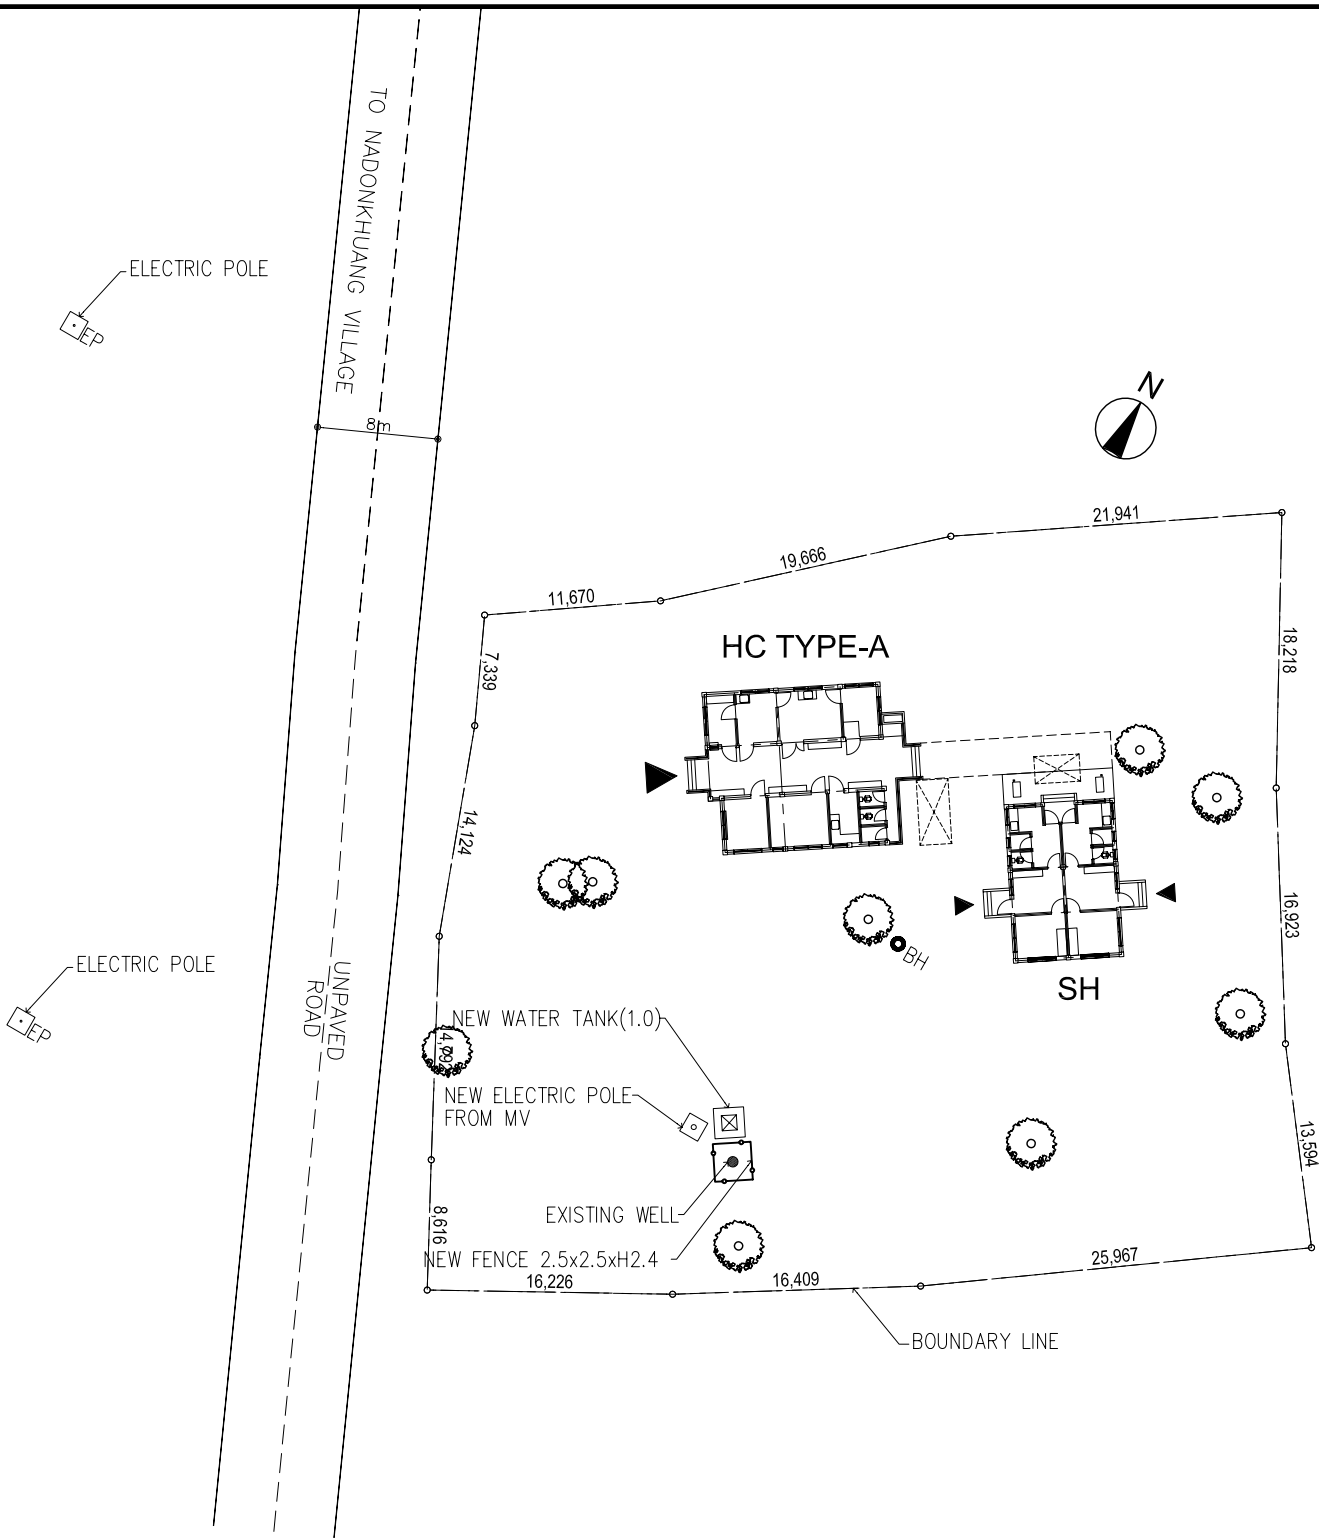 TO NADONKHUANG VILLAGE
ELECTRIC POLE
EP
8m
N
21,941
19,666
11,670
7,339
18,218
HC TYPE-A
14,124
16,923
BH
SH
ELECTRIC POLE
EP
UNPAVED
ROAD
NEW WATER TANK(1.0)
NEW ELECTRIC POLE
FROM MV
13,594
8,616
EXISTING WELL
NEW FENCE 2.5x2.5xH2.4
16,226
16,409
25,967
BOUNDARY LINE